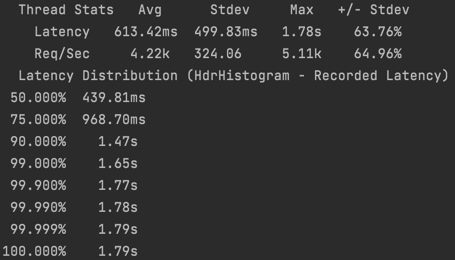 Thread Stats   Avg      Stdev     Max   +/- Stdev
Latency   613.42ms  499.83ms   1.78s    63.76%
Req/Sec     4.22k   324.06     5.11k    64.96%
Latency Distribution (HdrHistogram - Recorded Latency)
50.000%  439.81ms
75.000%  968.70ms
90.000%    1.47s
99.000%    1.65s
99.900%    1.77s
99.990%    1.78s
99.999%    1.79s
100.000%    1.79s